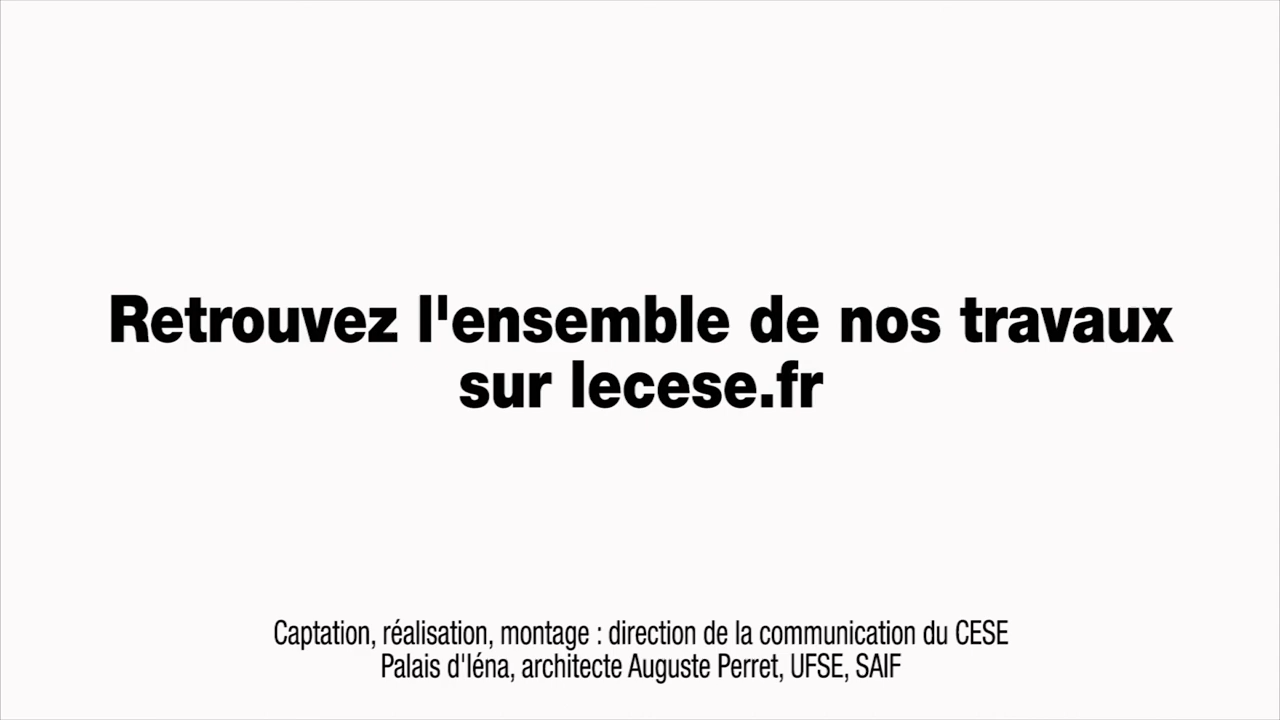 Retrouvez l'ensemble de nos travaux
sur lecese.fr
Captation, réalisation, montage : direction de la communication du CESE
Palais d'Iéna, architecte Auguste Perret, UFSE, SAIF